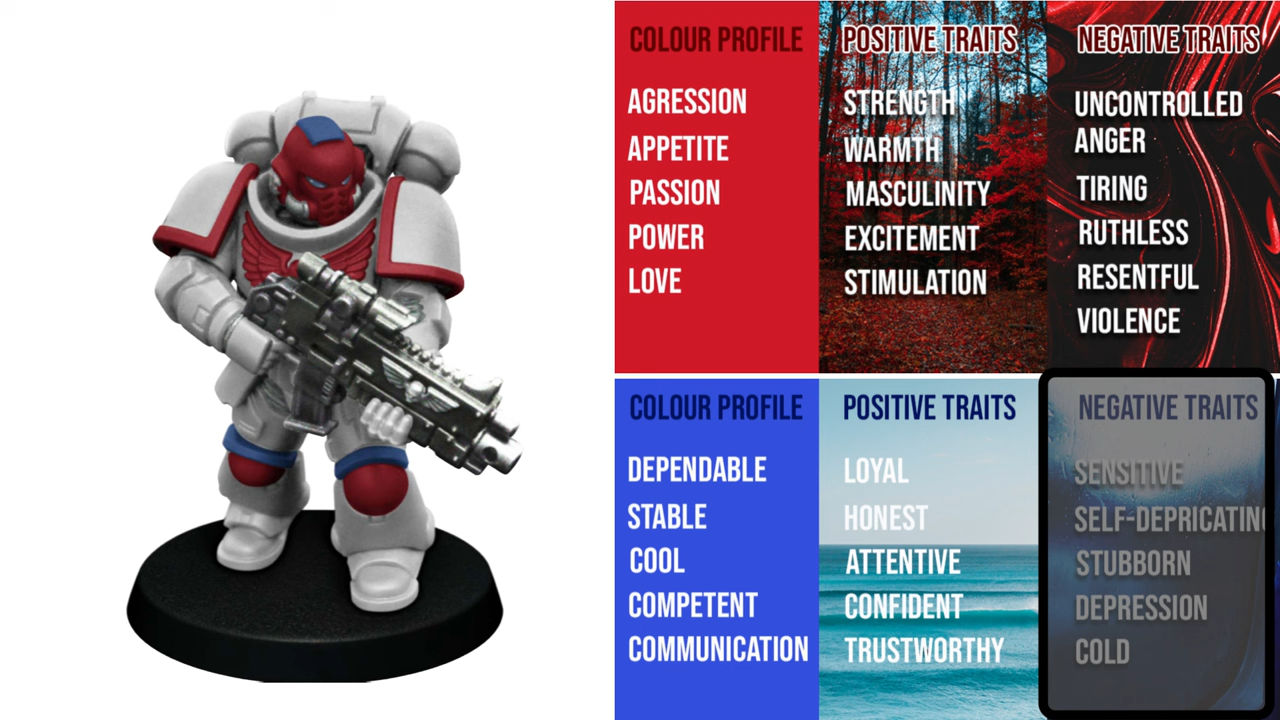 COLOUR PROFILE
AGRESSION
APPETITE
PASSION
POWER
LOVE
POSITIVE TRAITS
STRENGTH
WARMTH
MASCULINITY
EXCITEMENT
STIMULATION
NEGATIVE TRAITS
UNCONTROLLED
ANGER
TIRING
RUTHLESS
RESENTFUL
VIOLENCE
COLOUR PROFILE
DEPENDABLE
STABLE
COOL
COMPETENT
COMMUNICATION
POSITIVE TRAITS
LOYAL
HONEST
ATTENTIVE
CONFIDENT
TRUSTWORTHY
NEGATIVE TRAITS
SENSITIVE
SELF-DEPRICATING
STUBBORN
DEPRESSION
COLD